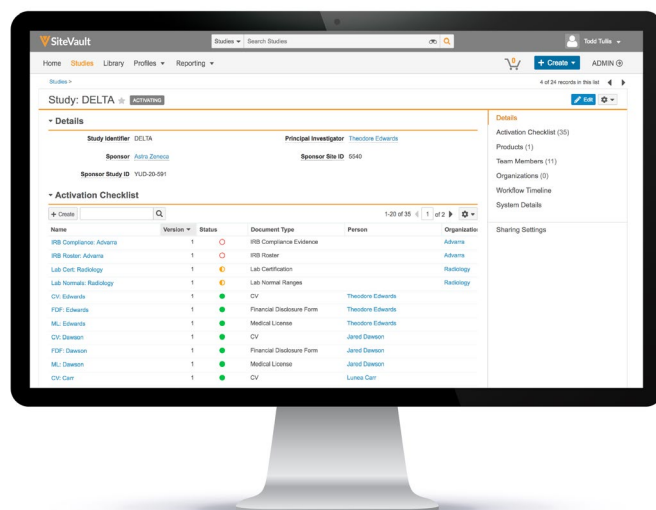 SiteVault
Studies
Search Studies
Todd Tullis
Home Studies Library Profiles Reporting
0
+ Create
ADMIN
Studies >
4 of 24 records in this list
Study: DELTA
ACTIVATING
Edit
Details
Study Identifier DELTA
Principal Investigator Theodore Edwards
Sponsor Astra Zeneca
Sponsor Site ID 5540
Sponsor Study ID YUD-20-591
Activation Checklist
+ Create
1-20 of 35
1 of 2
Name Version Status Document Type Person Organization
IRB Compliance: Advarra 1 IRB Compliance Evidence Advarra
IRB Roster: Advarra 1 IRB Roster Advarra
Lab Cert: Radiology 1 Lab Certification Radiology
Lab Normals: Radiology 1 Lab Normal Ranges Radiology
CV: Edwards 1 CV Theodore Edwards
FDF: Edwards 1 Financial Disclosure Form Theodore Edwards
ML: Edwards 1 Medical License Theodore Edwards
CV: Dawson 1 CV Jared Dawson
FDF: Dawson 1 Financial Disclosure Form Jared Dawson
ML: Dawson 1 Medical License Jared Dawson
CV: Carr 1 CV Lunea Carr
Details
Activation Checklist (35)
Products (1)
Team Members (11)
Organizations (0)
Workflow Timeline
System Details
Sharing Settings